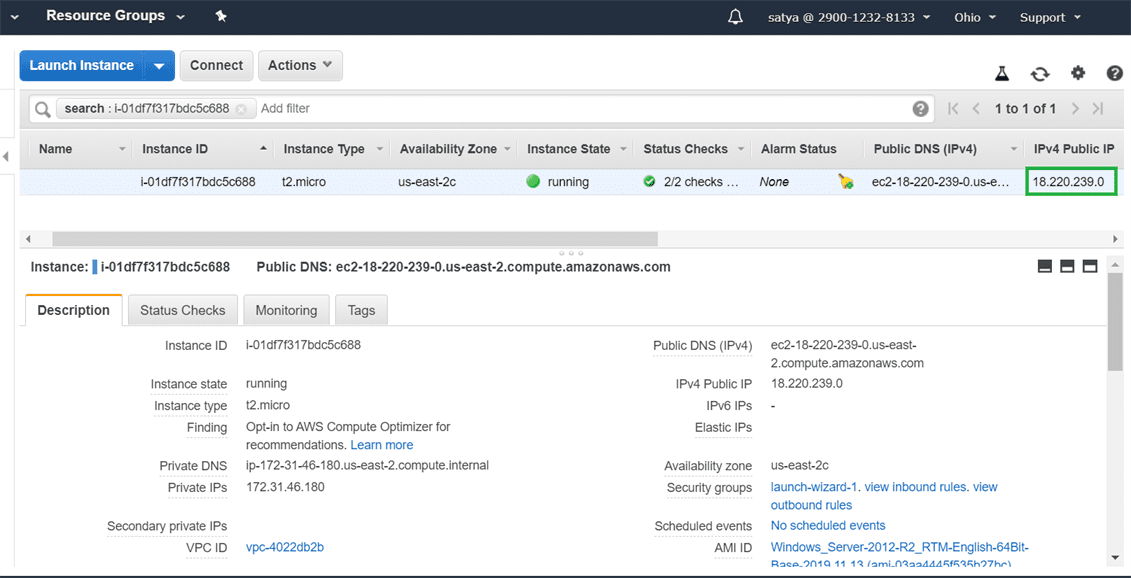 Resource Groups
satya @ 2900-1232-8133
Ohio
Support
Launch Instance
Connect
Actions
search : i-01df7f317bdc5c688
Add filter
1 to 1 of 1
Name
Instance ID
Instance Type
Availability Zone
Instance State
Status Checks
Alarm Status
Public DNS (IPv4)
IPv4 Public IP
i-01df7f317bdc5c688
t2.micro
us-east-2c
running
2/2 checks …
None
ec2-18-220-239-0.us-e…
18.220.239.0
Instance: i-01df7f317bdc5c688
Public DNS: ec2-18-220-239-0.us-east-2.compute.amazonaws.com
Description
Status Checks
Monitoring
Tags
Instance ID
i-01df7f317bdc5c688
Public DNS (IPv4)
ec2-18-220-239-0.us-east-
2.compute.amazonaws.com
Instance state
running
IPv4 Public IP
18.220.239.0
Instance type
t2.micro
IPv6 IPs
-
Finding
Opt-in to AWS Compute Optimizer for
recommendations. Learn more
Elastic IPs
Private DNS
ip-172-31-46-180.us-east-2.compute.internal
Availability zone
us-east-2c
Private IPs
172.31.46.180
Security groups
launch-wizard-1. view inbound rules. view
outbound rules
Secondary private IPs
Scheduled events
No scheduled events
VPC ID
vpc-4022db2b
AMI ID
Windows_Server-2012-R2_RTM-English-64Bit-
Base-2019.11.13 (ami-03aa4445f535b27bc)